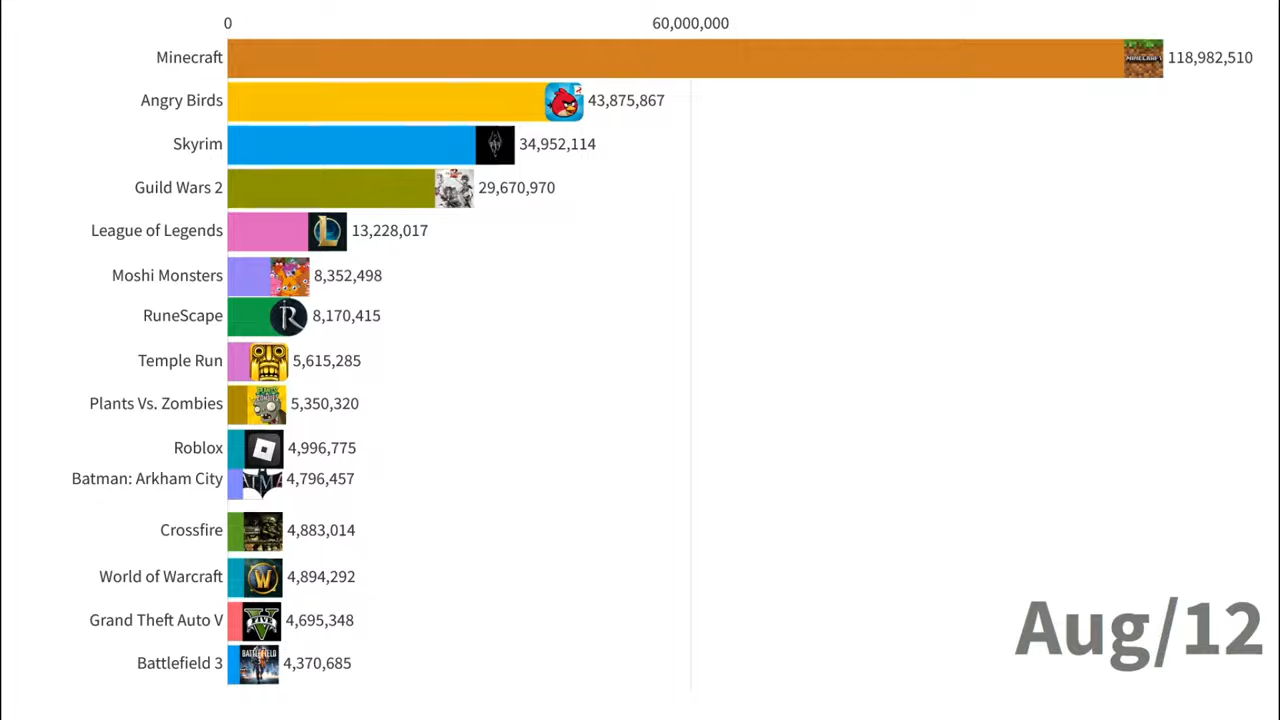 0 60,000,000
Minecraft MINECRAFT 118,982,510
Angry Birds 43,875,867
Skyrim 34,952,114
Guild Wars 2 29,670,970
League of Legends 13,228,017
Moshi Monsters 8,352,498
RuneScape 8,170,415
Temple Run 5,615,285
Plants Vs. Zombies 5,350,320
Roblox 4,996,775
Batman: Arkham City 4,796,457
Crossfire 4,883,014
World of Warcraft W 4,894,292
Grand Theft Auto V FIVE 4,695,348
Battlefield 3 BATTLEFIELD 4,370,685
Aug/12